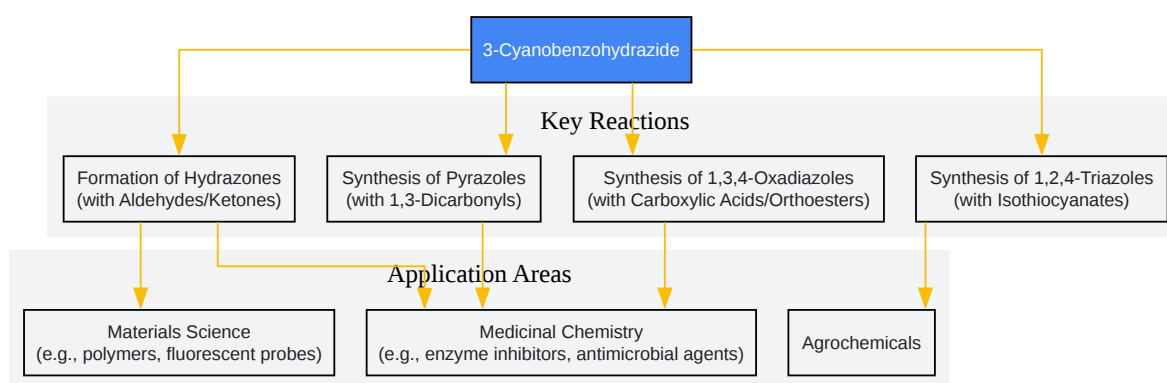 3-Cyanobenzohydrazide
Key Reactions
Formation of Hydrazones
(with Aldehydes/Ketones)
Synthesis of Pyrazoles
(with 1,3-Dicarbonyls)
Synthesis of 1,3,4-Oxadiazoles
(with Carboxylic Acids/Orthoesters)
Synthesis of 1,2,4-Triazoles
(with Isothiocyanates)
Application Areas
Materials Science
(e.g., polymers, fluorescent probes)
Medicinal Chemistry
(e.g., enzyme inhibitors, antimicrobial agents)
Agrochemicals